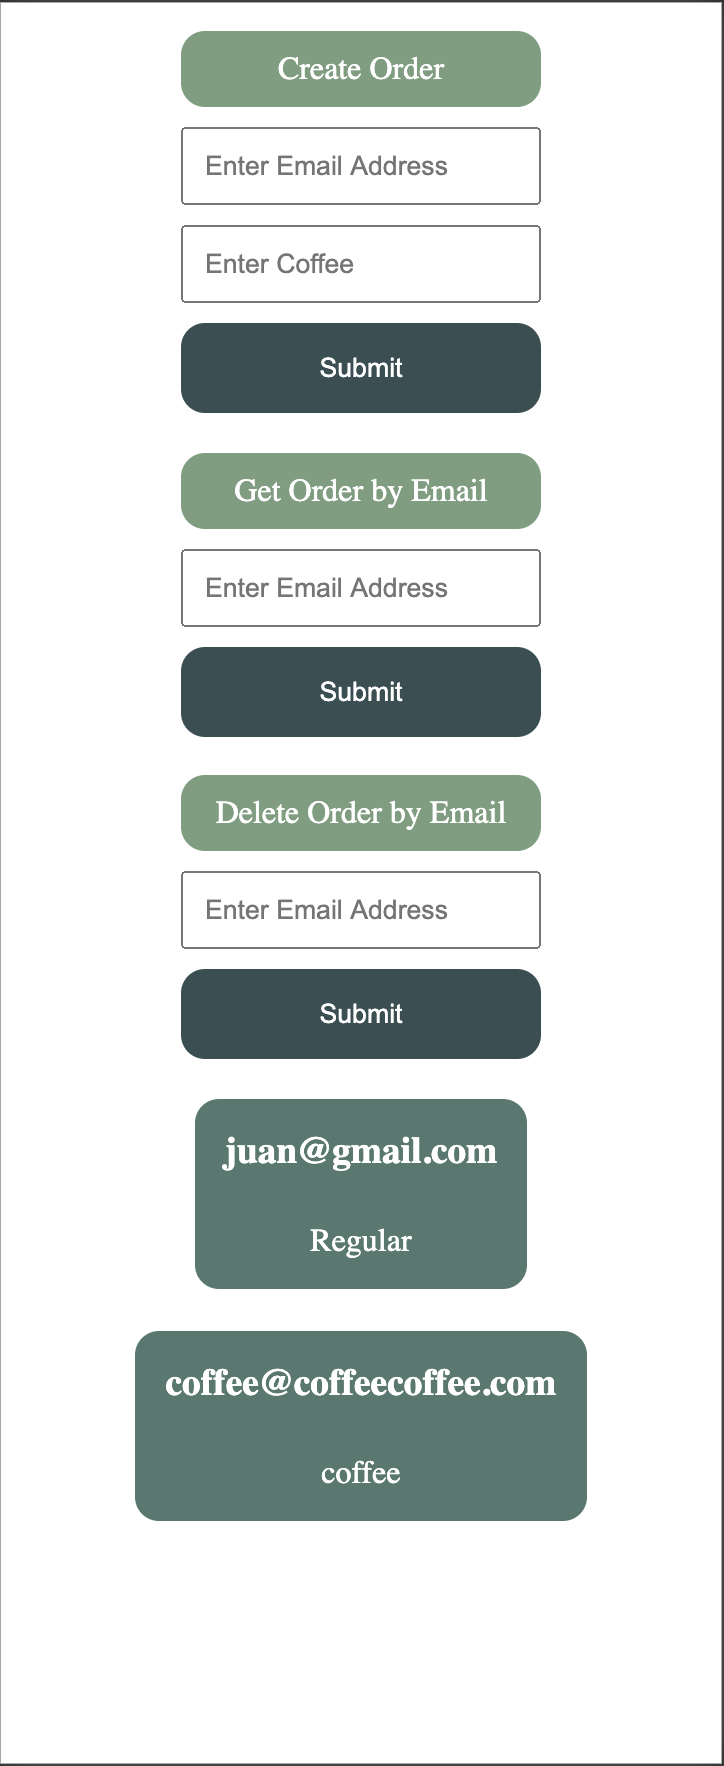 Create Order
Enter Email Address
Enter Coffee
Submit
Get Order by Email
Enter Email Address
Submit
Delete Order by Email
Enter Email Address
Submit
juan@gmail.com
Regular
coffee@coffeecoffee.com
coffee